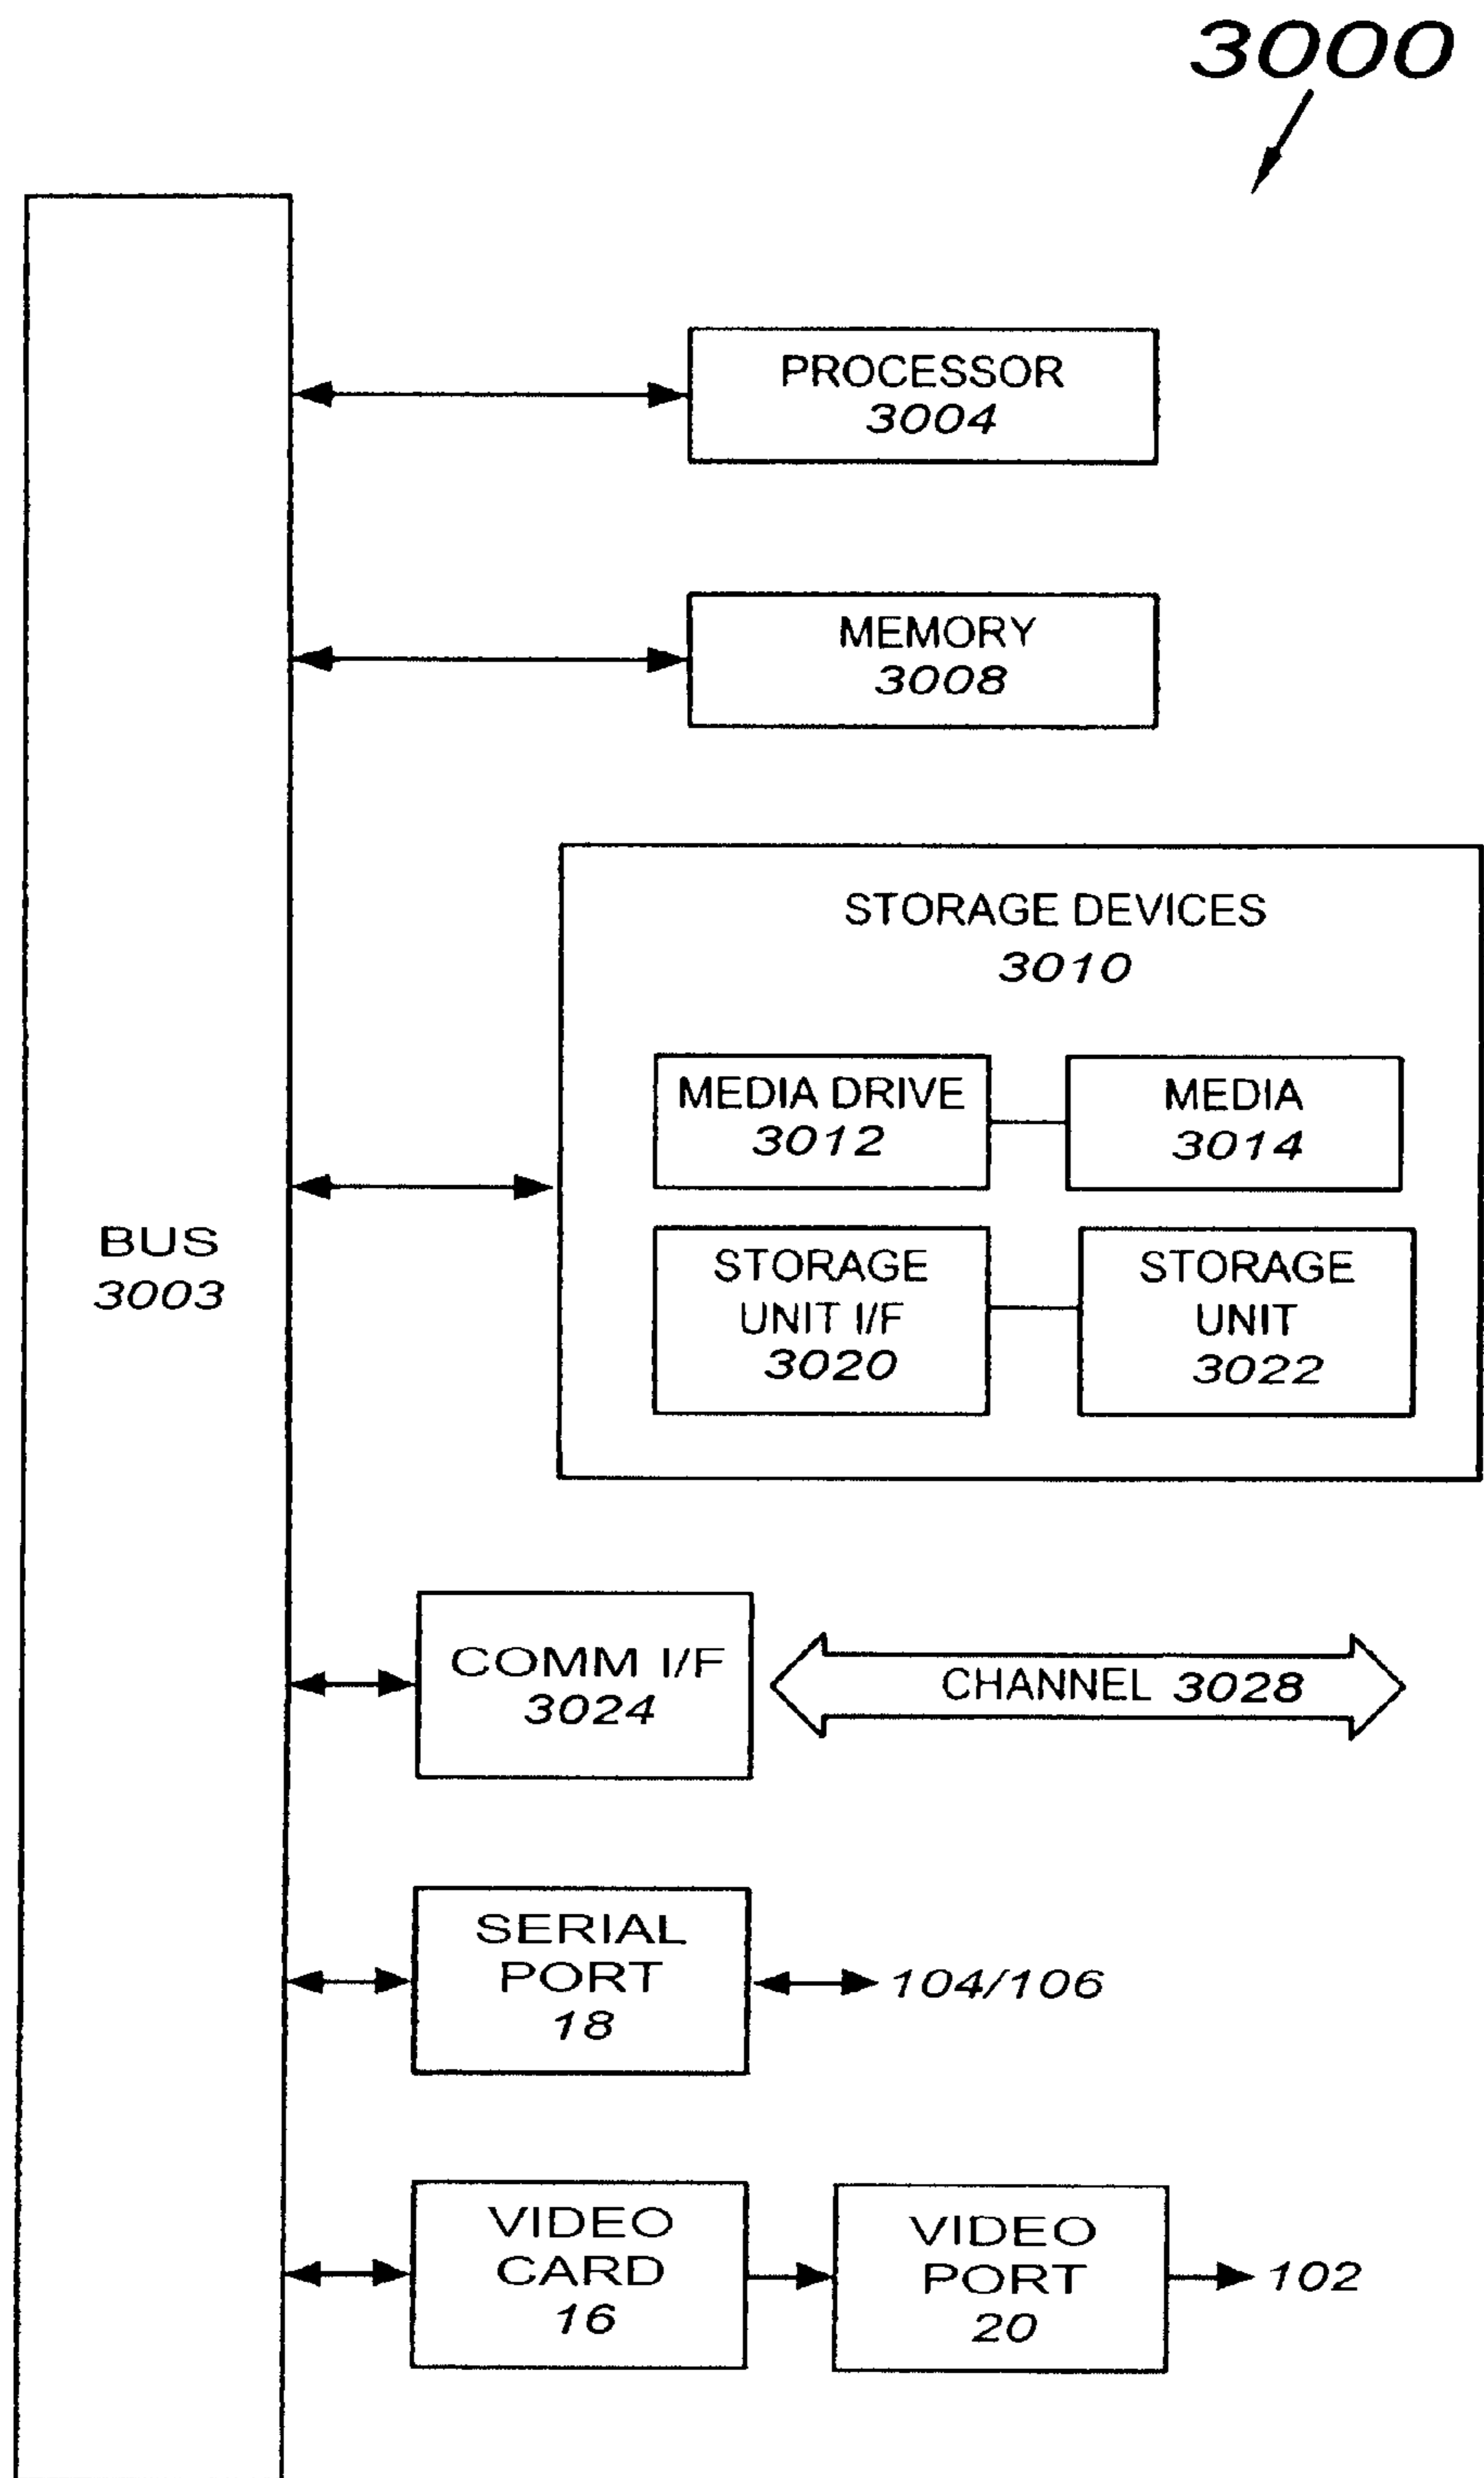 3000
PROCESSOR
3004
MEMORY
3008
STORAGE DEVICES
3010
MEDIA DRIVE
3012
MEDIA
3014
BUS
3003
STORAGE
UNIT I/F
3020
STORAGE
UNIT
3022
COMM I/F
3024
CHANNEL 3028
SERIAL
PORT
18
104/106
VIDEO
CARD
16
VIDEO
PORT
20
102